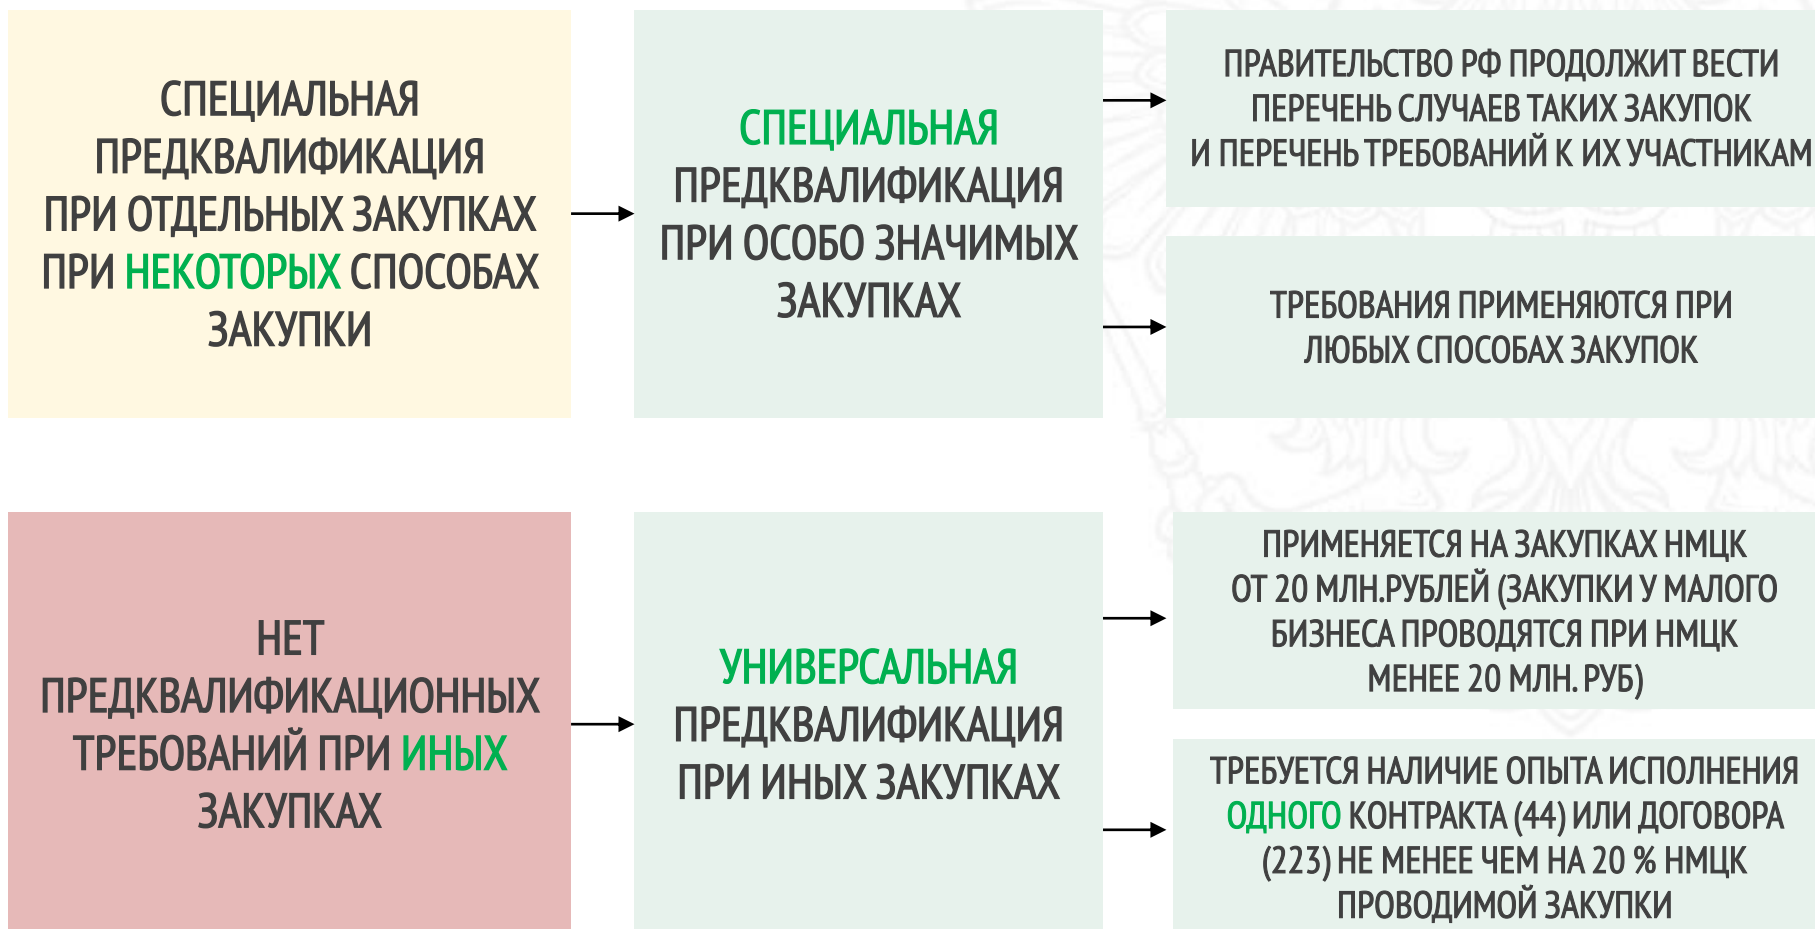 СПЕЦИАЛЬНАЯ
ПРЕДКВАЛИФИКАЦИЯ
ПРИ ОТДЕЛЬНЫХ ЗАКУПКАХ
ПРИ НЕКОТОРЫХ СПОСОБАХ
ЗАКУПКИ
СПЕЦИАЛЬНАЯ
ПРЕДКВАЛИФИКАЦИЯ
ПРИ ОСОБО ЗНАЧИМЫХ
ЗАКУПКАХ
ПРАВИТЕЛЬСТВО РФ ПРОДОЛЖИТ ВЕСТИ
ПЕРЕЧЕНЬ СЛУЧАЕВ ТАКИХ ЗАКУПОК
И ПЕРЕЧЕНЬ ТРЕБОВАНИЙ К ИХ УЧАСТНИКАМ
ТРЕБОВАНИЯ ПРИМЕНЯЮТСЯ ПРИ
ЛЮБЫХ СПОСОБАХ ЗАКУПОК
НЕТ
ПРЕДКВАЛИФИКАЦИОННЫХ
ТРЕБОВАНИЙ ПРИ ИНЫХ
ЗАКУПКАХ
УНИВЕРСАЛЬНАЯ
ПРЕДКВАЛИФИКАЦИЯ
ПРИ ИНЫХ ЗАКУПКАХ
ПРИМЕНЯЕТСЯ НА ЗАКУПКАХ НМЦК
ОТ 20 МЛН.РУБЛЕЙ (ЗАКУПКИ У МАЛОГО
БИЗНЕСА ПРОВОДЯТСЯ ПРИ НМЦК
МЕНЕЕ 20 МЛН. РУБ)
ТРЕБУЕТСЯ НАЛИЧИЕ ОПЫТА ИСПОЛНЕНИЯ
ОДНОГО КОНТРАКТА (44) ИЛИ ДОГОВОРА
(223) НЕ МЕНЕЕ ЧЕМ НА 20 % НМЦК
ПРОВОДИМОЙ ЗАКУПКИ